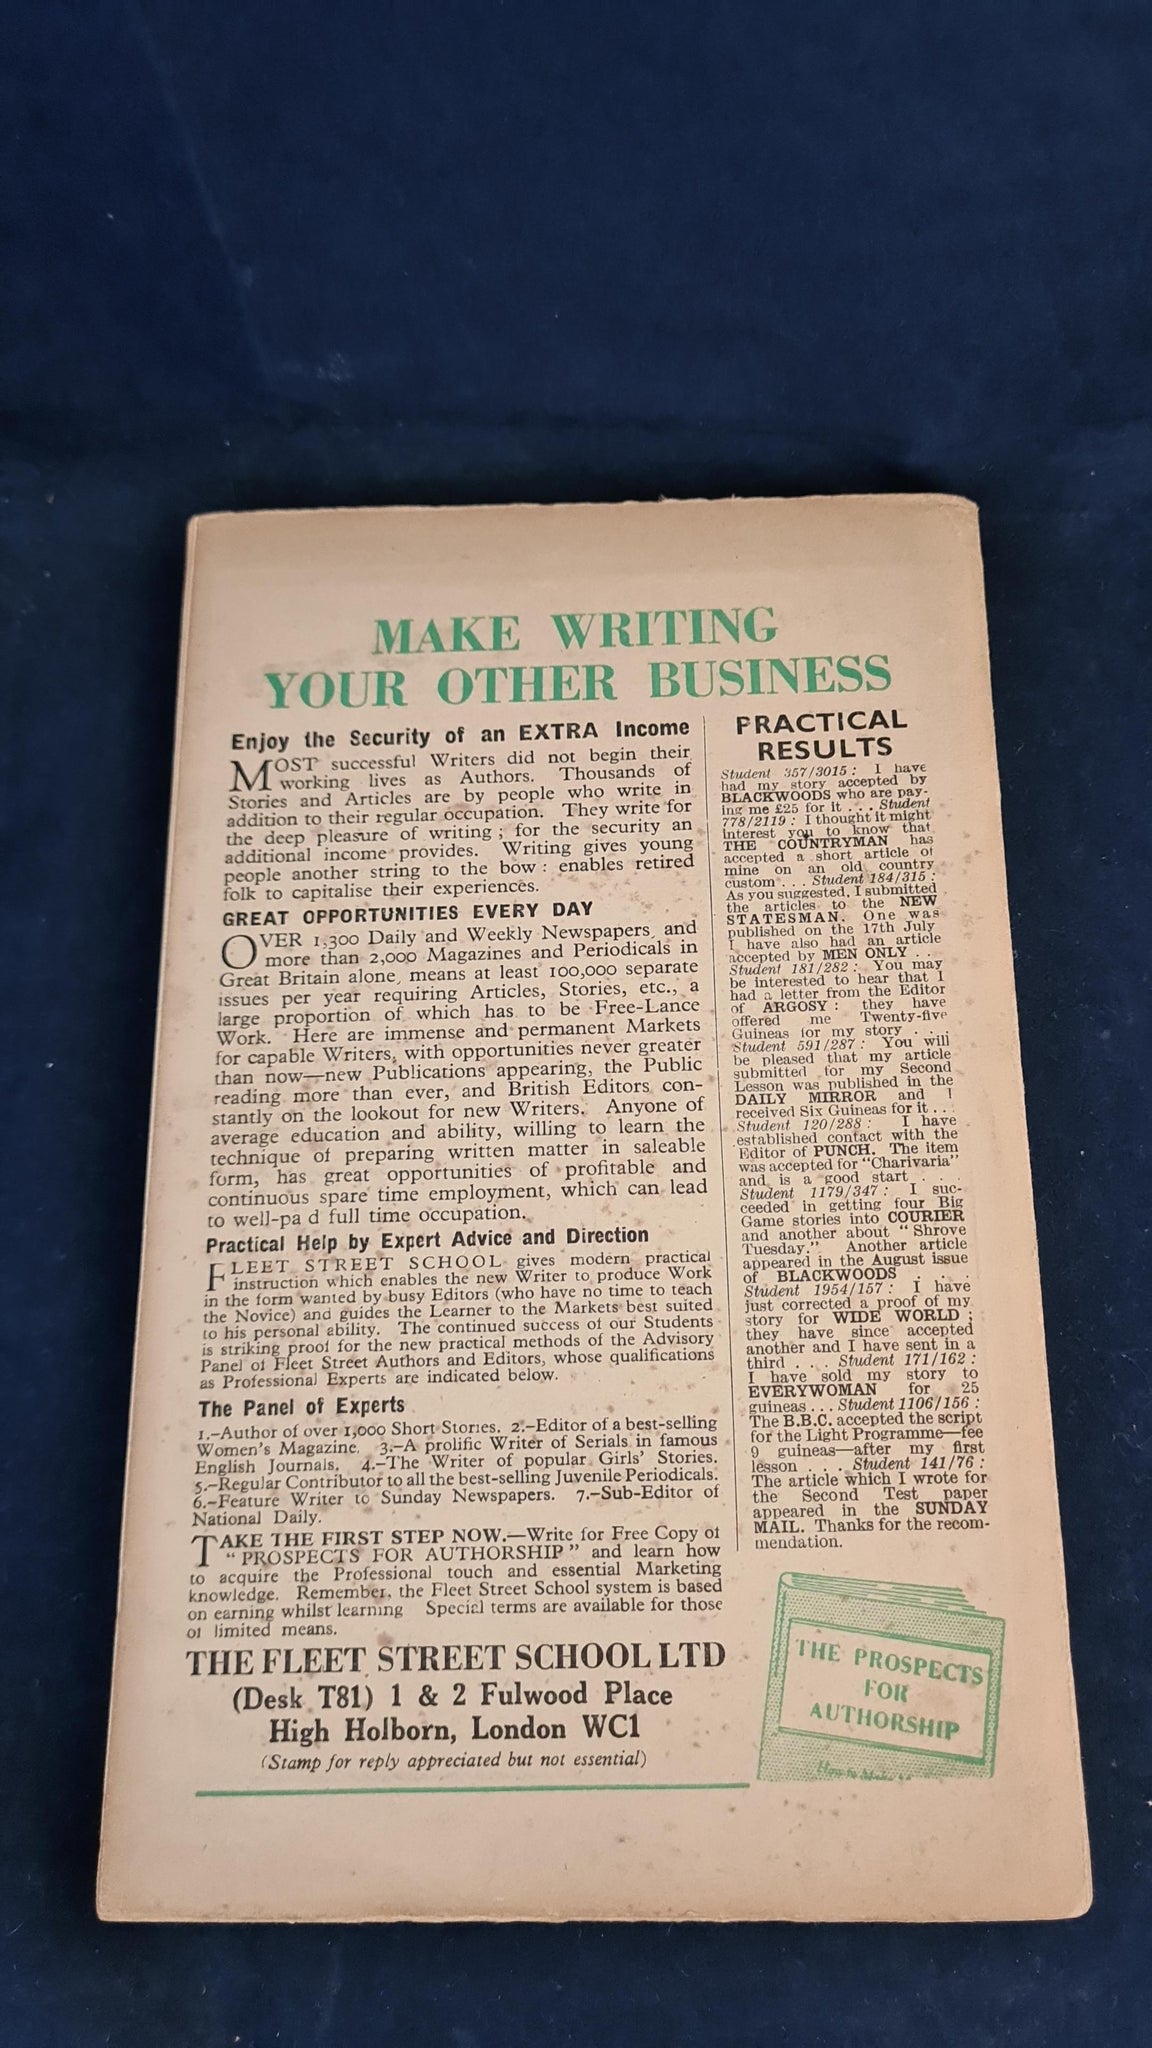 MAKE WRITING
YOUR OTHER BUSINESS
Enjoy the Security of an EXTRA Income
MOST successful Writers did not begin their
working lives as Authors. Thousands of
Stories and Articles are by people who write in
addition to their regular occupation. They write for
the deep pleasure of writing ; for the security an
additional income provides. Writing gives young
people another string to the bow : enables retired
folk to capitalise their experiences.
GREAT OPPORTUNITIES EVERY DAY
OVER 1,300 Daily and Weekly Newspapers, and
more than 2,000 Magazines and Periodicals in
Great Britain alone, means at least 100,000 separate
issues per year requiring Articles, Stories, etc., a
large proportion of which has to be Free-Lance
Work. Here are immense and permanent Markets
for capable Writers, with opportunities never greater
than now—new Publications appearing, the Public
reading more than ever, and British Editors con-
stantly on the lookout for new Writers. Anyone of
average education and ability, willing to learn the
technique of preparing written matter in saleable
form, has great opportunities of profitable and
continuous spare time employment, which can lead
to well-pa d full time occupation.
Practical Help by Expert Advice and Direction
FLEET STREET SCHOOL gives modern practical
instruction which enables the new Writer to produce Work
in the form wanted by busy Editors (who have no time to teach
the Novice) and guides the Learner to the Markets best suited
to his personal ability. The continued success of our Students
is striking proof for the new practical methods of the Advisory
Panel of Fleet Street Authors and Editors, whose qualifications
as Professional Experts are indicated below.
The Panel of Experts
1.–Author of over 1,000 Short Stories. 2.–Editor of a best-selling
Women's Magazine. 3.–A prolific Writer of Serials in famous
English Journals. 4.–The Writer of popular Girls' Stories.
5.–Regular Contributor to all the best-selling Juvenile Periodicals.
6.–Feature Writer to Sunday Newspapers. 7.–Sub-Editor of
National Daily.
TAKE THE FIRST STEP NOW.—Write for Free Copy of
"PROSPECTS FOR AUTHORSHIP" and learn how
to acquire the Professional touch and essential Marketing
knowledge. Remember, the Fleet Street School system is based
on earning whilst learning Special terms are available for those
of limited means.
THE FLEET STREET SCHOOL LTD
(Desk T81) 1 & 2 Fulwood Place
High Holborn, London WC1
(Stamp for reply appreciated but not essential)
PRACTICAL
RESULTS
Student 357/3015 : I have
had my story accepted by
BLACKWOODS who are pay-
ing me £25 for it . . . Student
778/2119 : I thought it might
interest you to know that
THE COUNTRYMAN has
accepted a short article of
mine on an old country
custom . . . Student 184/315 :
As you suggested, I submitted
the articles to the NEW
STATESMAN. One was
published on the 17th July
I have also had an article
accepted by MEN ONLY . .
Student 181/282 : You may
be interested to hear that I
had a letter from the Editor
of ARGOSY : they have
offered me Twenty-five
Guineas for my story . . .
Student 591/287 : You will
be pleased that my article
submitted for my Second
Lesson was published in the
DAILY MIRROR and I
received Six Guineas for it . . .
Student 120/288 : I have
established contact with the
Editor of PUNCH. The item
was accepted for "Charivaria"
and is a good start . . .
Student 1179/347 : I suc-
ceeded in getting four Big
Game stories into COURIER
and another about "Shrove
Tuesday." Another article
appeared in the August issue
of BLACKWOODS . . .
Student 1954/157 : I have
just corrected a proof of my
story for WIDE WORLD ;
they have since accepted
another and I have sent in a
third . . . Student 171/162 :
I have sold my story to
EVERYWOMAN for 25
guineas . . . Student 1106/156 :
The B.B.C. accepted the script
for the Light Programme—fee
9 guineas—after my first
lesson . . . Student 141/76 :
The article which I wrote for
the Second Test paper
appeared in the SUNDAY
MAIL. Thanks for the recom-
mendation.
THE PROSPECTS
FOR
AUTHORSHIP
How to Make